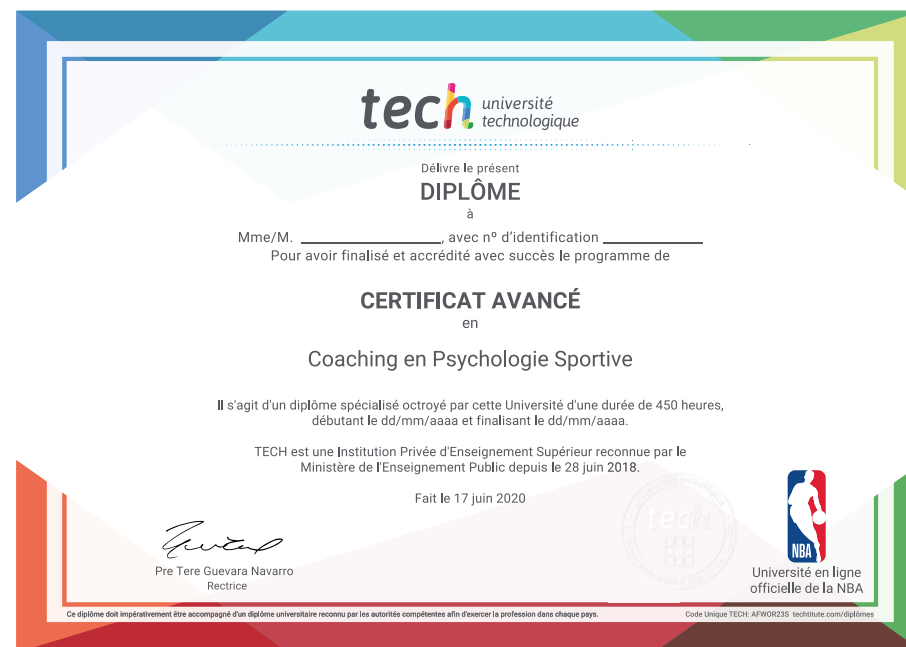 tech université
technologique
Délivre le présent
DIPLÔME
à
Mme/M. ____________________, avec nº d'identification ______________
Pour avoir finalisé et accrédité avec succès le programme de
CERTIFICAT AVANCÉ
en
Coaching en Psychologie Sportive
Il s'agit d'un diplôme spécialisé octroyé par cette Université d'une durée de 450 heures,
débutant le dd/mm/aaaa et finalisant le dd/mm/aaaa.
TECH est une Institution Privée d'Enseignement Supérieur reconnue par le
Ministère de l'Enseignement Public depuis le 28 juin 2018.
Fait le 17 juin 2020
tech
NBA
Pre Tere Guevara Navarro
Rectrice
Université en ligne
officielle de la NBA
Ce diplôme doit impérativement être accompagné d'un diplôme universitaire reconnu par les autorités compétentes afin d'exercer la profession dans chaque pays.
Code Unique TECH: AFWOR23S techtitute.com/diplômes